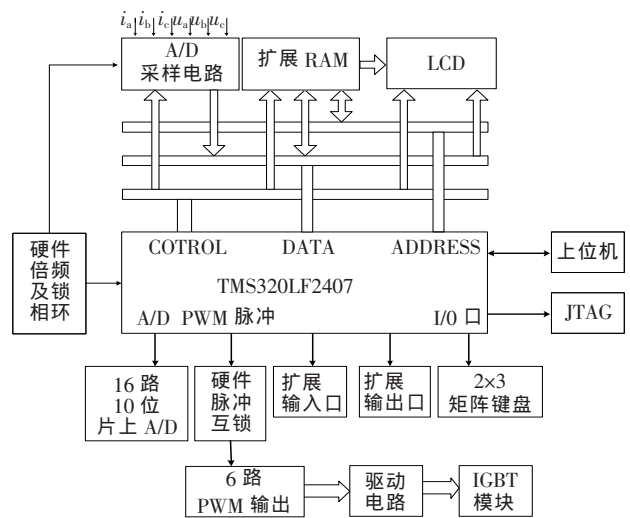 ia ib ic ua ub uc
A/D
采样电路
扩展 RAM
LCD
COTROL DATA ADDRESS
TMS320LF2407
A/D PWM 脉冲 I/O 口
硬件
倍频
及锁
相环
上位机
JTAG
16 路
10 位
片上 A/D
硬件
脉冲
互锁
扩展
输入口
扩展
输出口
2×3
矩阵键盘
6 路
PWM 输出
驱动
电路
IGBT
模块